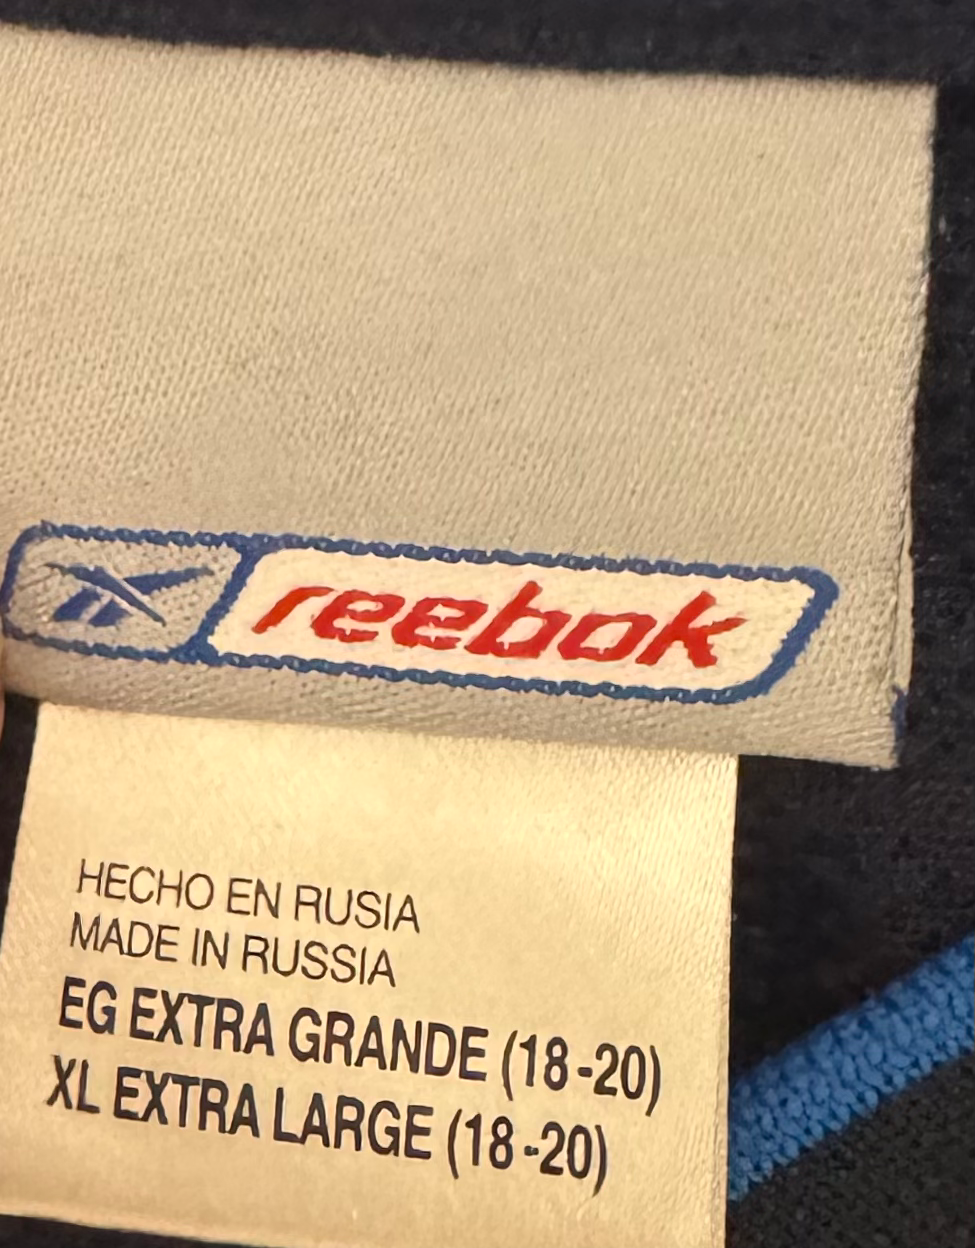 reebok
HECHO EN RUSIA
MADE IN RUSSIA
EG EXTRA GRANDE (18-20)
XL EXTRA LARGE (18-20)